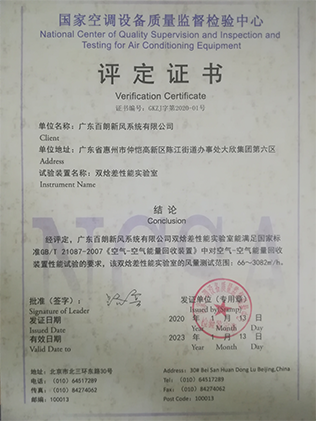 国家空调设备质量监督检验中心
National Center of Quality Supervision and Inspection and
Testing for Air Conditioning Equipment
评定证书
Verification Certificate
证书编号：GKJJ字第2020-01号
单位名称：广东百朗新风系统有限公司
Client
单位地址：广东省惠州市仲恺高新区陈江街道办事处大欣集团第六区
Address
试验装置名称：双焓差性能实验室
Instrument Name
结论
Conclusion
经评定，广东百朗新风系统有限公司双焓差性能实验室能满足国家标
准GB/T 21087-2007《空气-空气能量回收装置》中对空气-空气能量回
收装置性能试验的要求，该双焓差性能实验室的风量测试范围：66～3082㎥/h。
批准（签字）：
Signature of Leader
发证单位（专用章）
Issued by (Stamp)
发证日期 2020 年 1 月 13 日
Issued Date Year Month Day
有效日期 2023 年 1 月 13 日
Valid Date to Year Month Day
地址：北京市北三环东路30号
Address: 30# Bei San Huan Dong Lu Beijing,China
电话：（010）64517289
Tel: （010）64517289
传真：（010）84274062
Fax: （010）84274062
邮编：100013
Post Code: 100013